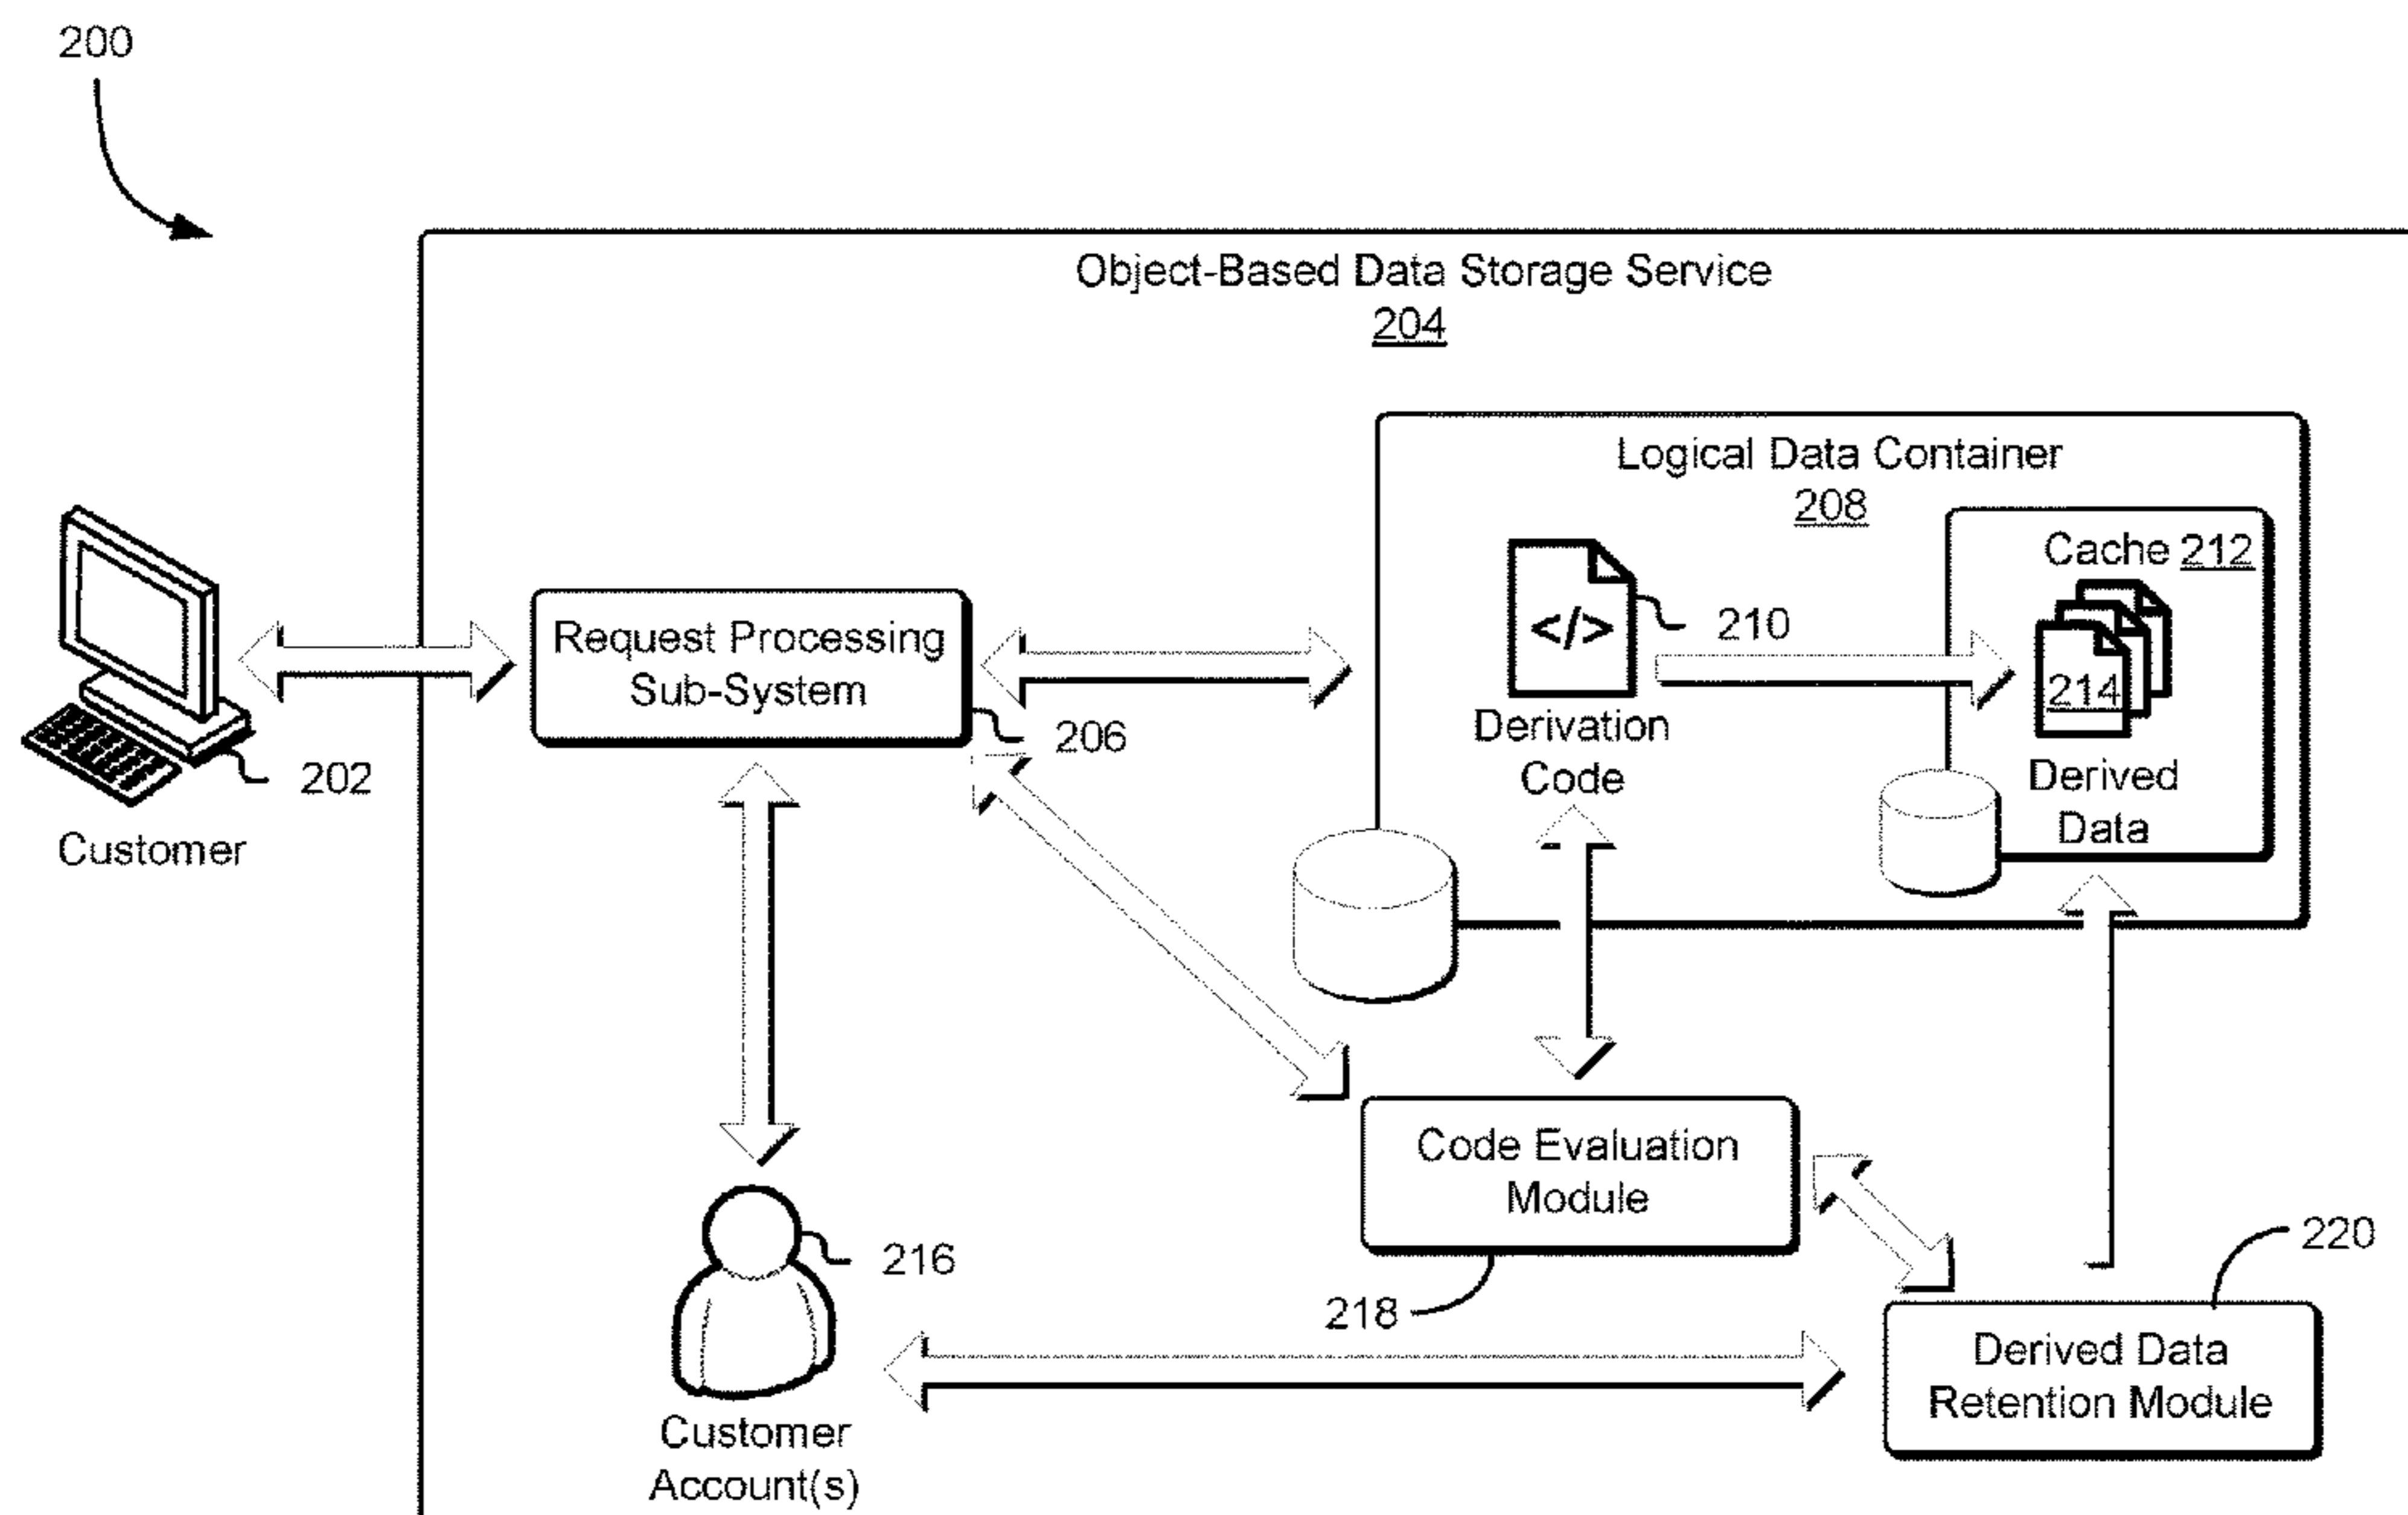 200
Object-Based Data Storage Service
204
Logical Data Container
208
Cache 212
</>
210
214
Derivation
Code
Derived
Data
Request Processing
Sub-System
206
202
Customer
Code Evaluation
Module
218
216
Customer
Account(s)
220
Derived Data
Retention Module